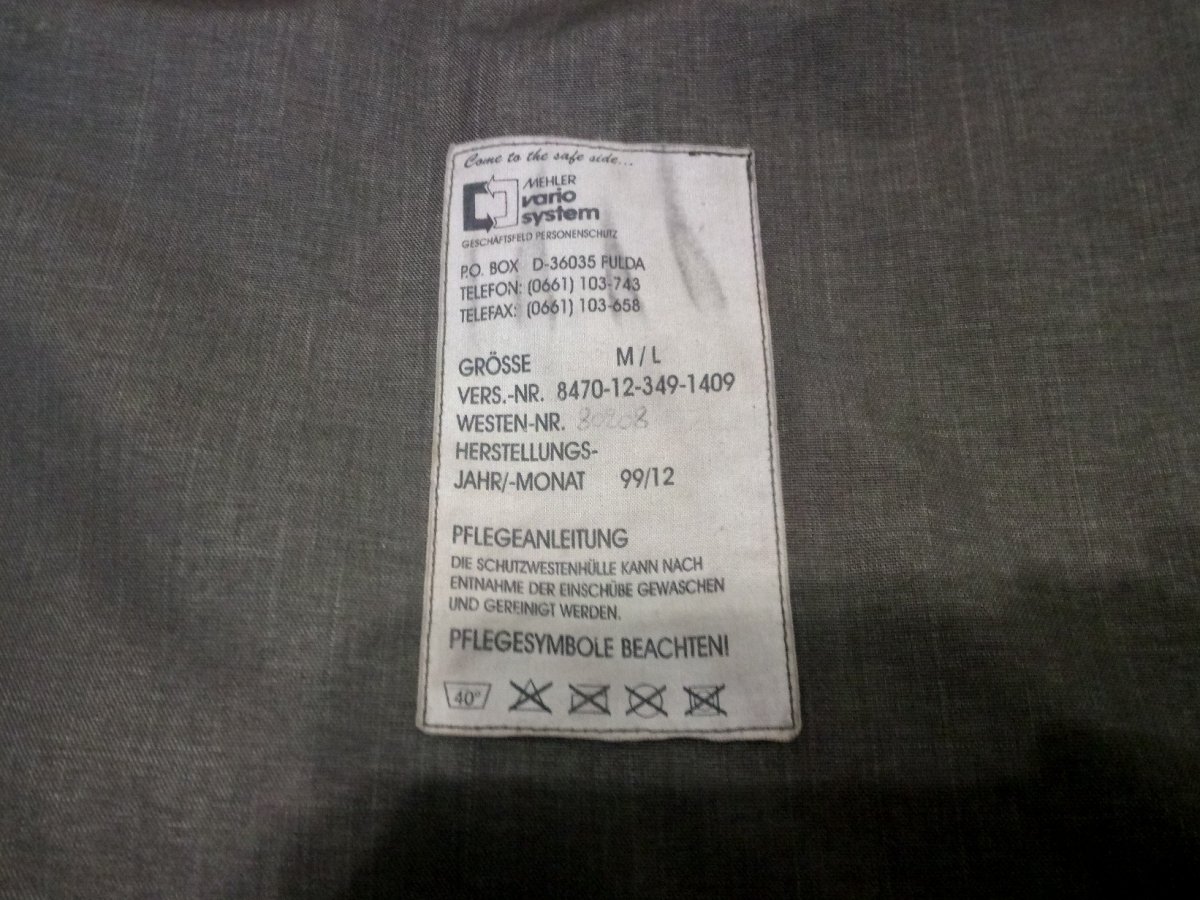 Come to the safe side...
MEHLER
vario
system
GESCHÄFTSFELD PERSONENSCHUTZ
P.O. BOX D-36035 FULDA
TELEFON: (0661) 103-743
TELEFAX: (0661) 103-658
GRÖSSE M / L
VERS.-NR. 8470-12-349-1409
WESTEN-NR.
HERSTELLUNGS-
JAHR/-MONAT 99/12
PFLEGEANLEITUNG
DIE SCHUTZWESTENHÜLLE KANN NACH
ENTNAHME DER EINSCHÜBE GEWASCHEN
UND GEREINIGT WERDEN.
PFLEGESYMBOLE BEACHTEN!
40°